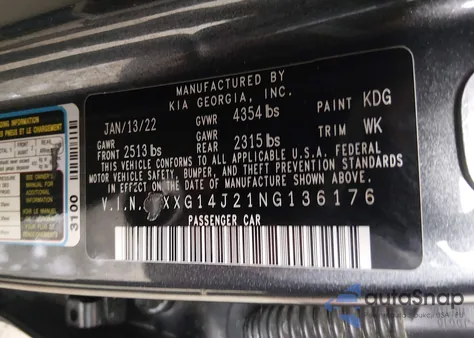 MANUFACTURED BY
KIA GEORGIA, INC.
JAN/13/22 GVWR 4354 lbs PAINT KDG
GAWR FRONT 2513 lbs GAWR REAR 2315 lbs TRIM WK
THIS VEHICLE CONFORMS TO ALL APPLICABLE U.S.A. FEDERAL
MOTOR VEHICLE SAFETY, BUMPER, AND THEFT PREVENTION STANDARDS
IN EFFECT ON THE DATE OF MANUFACTURE SHOWN ABOVE.
V.I.N. XXG14J21NG136176
PASSENGER CAR
3100
autoSnap